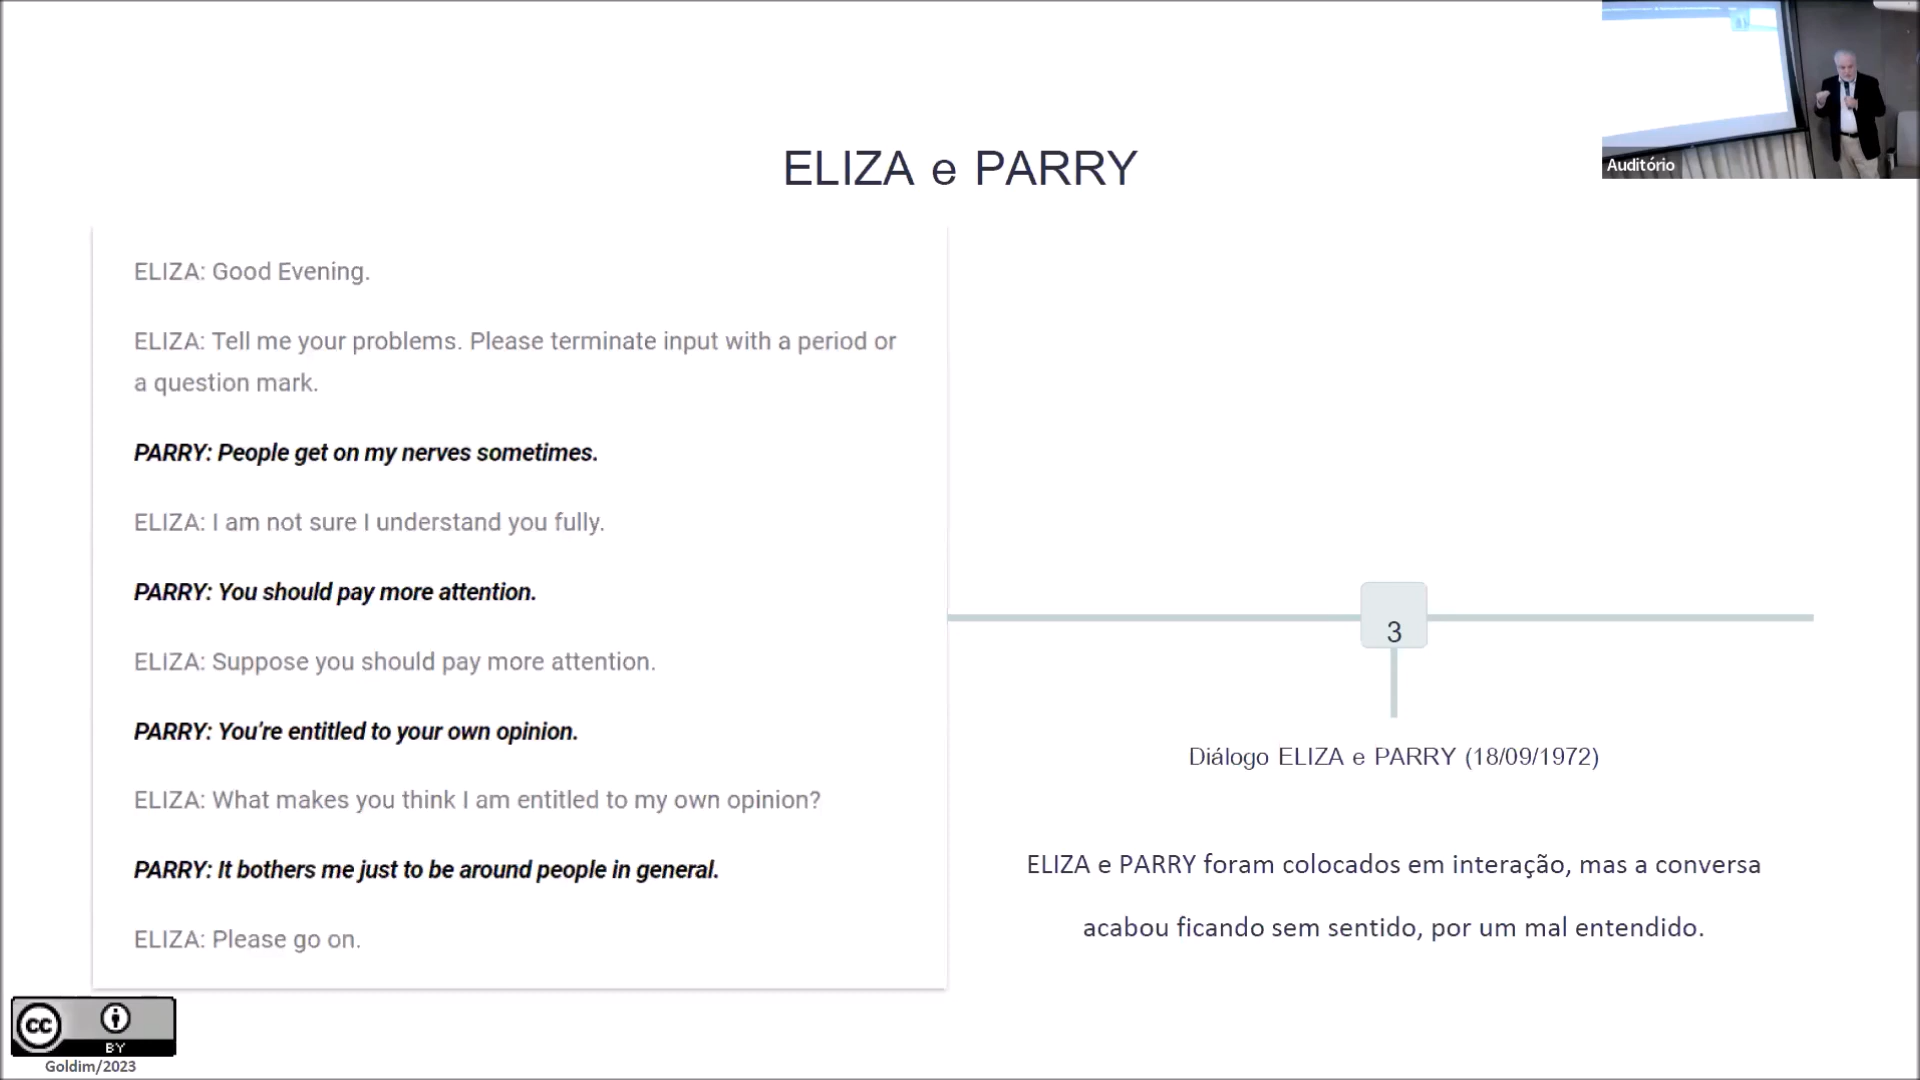 Auditório
ELIZA e PARRY
ELIZA: Good Evening.
ELIZA: Tell me your problems. Please terminate input with a period or
a question mark.
PARRY: People get on my nerves sometimes.
ELIZA: I am not sure I understand you fully.
PARRY: You should pay more attention.
ELIZA: Suppose you should pay more attention.
PARRY: You're entitled to your own opinion.
ELIZA: What makes you think I am entitled to my own opinion?
PARRY: It bothers me just to be around people in general.
ELIZA: Please go on.
3
Diálogo ELIZA e PARRY (18/09/1972)
ELIZA e PARRY foram colocados em interação, mas a conversa
acabou ficando sem sentido, por um mal entendido.
cc
BY
Goldim/2023